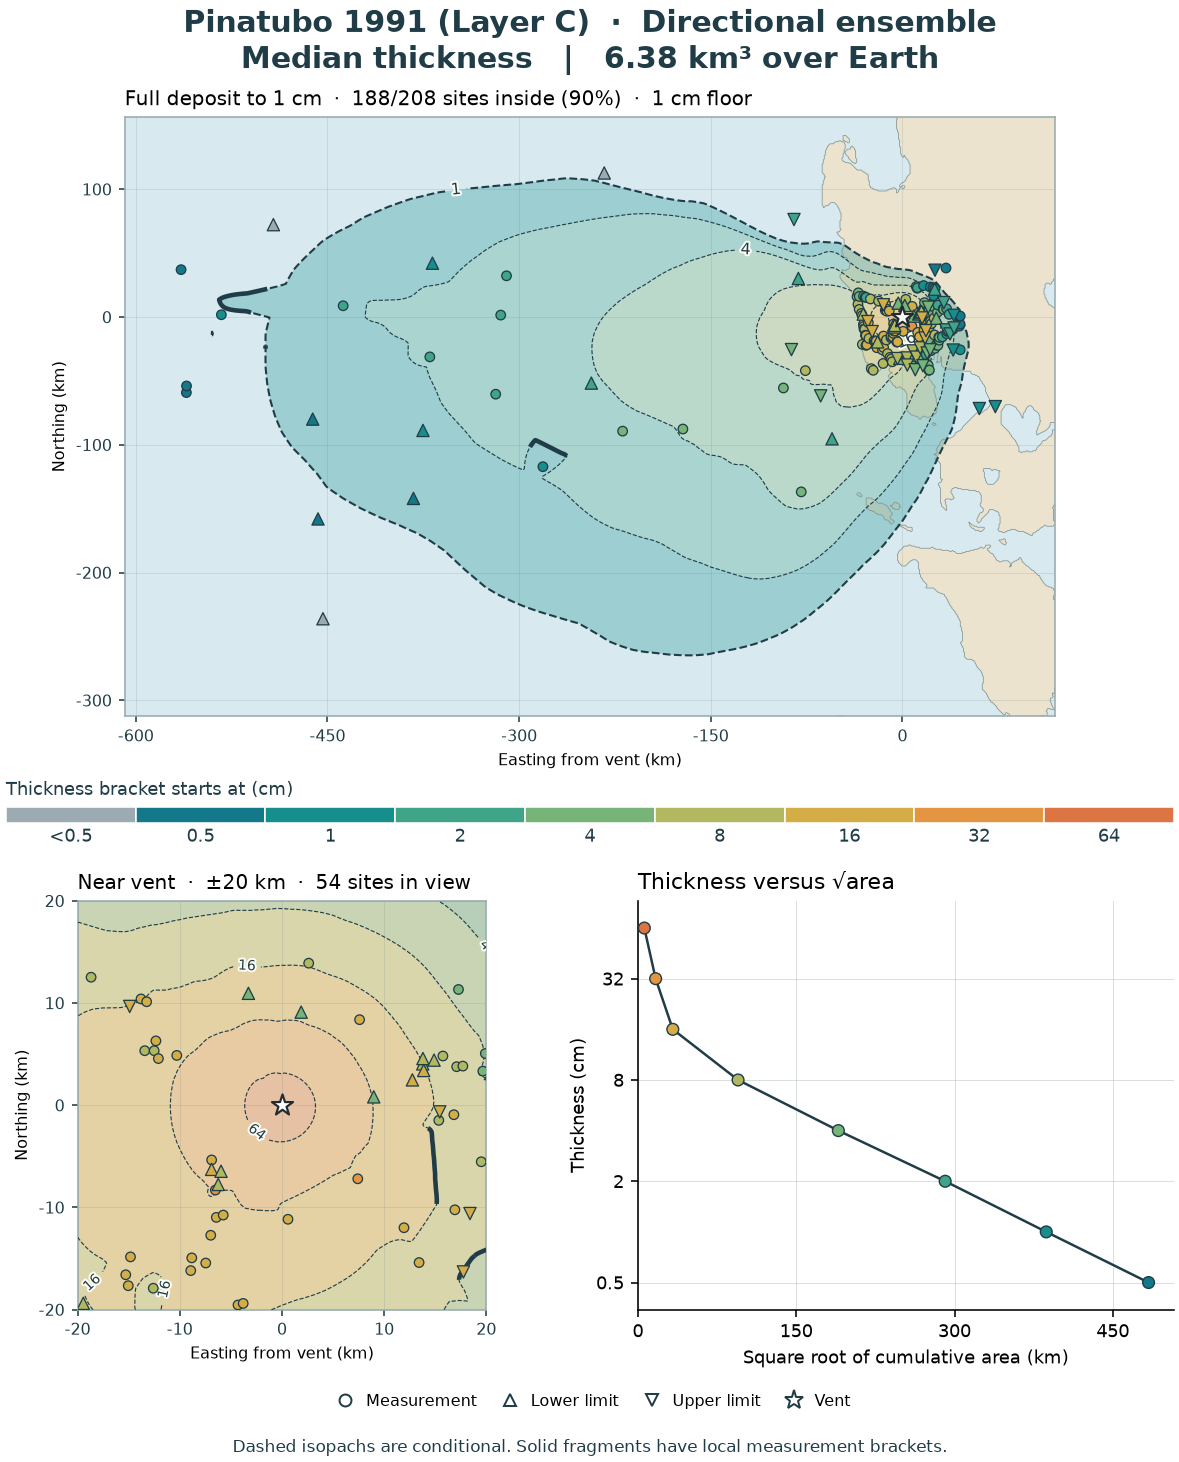 Pinatubo 1991 (Layer C)  ·  Directional ensemble
Median thickness  |  6.38 km³ over Earth
Full deposit to 1 cm  ·  188/208 sites inside (90%)  ·  1 cm floor
100
0
-100
-200
-300
Northing (km)
1
4
-600 -450 -300 -150 0
Easting from vent (km)
Thickness bracket starts at (cm)
<0.5 0.5 1 2 4 8 16 32 64
Near vent  ·  ±20 km  ·  54 sites in view
20
10
0
-10
-20
Northing (km)
4
16
64
16
16
-20 -10 0 10 20
Easting from vent (km)
Thickness versus √area
32
8
2
0.5
Thickness (cm)
0 150 300 450
Square root of cumulative area (km)
Measurement Lower limit Upper limit Vent
Dashed isopachs are conditional. Solid fragments have local measurement brackets.